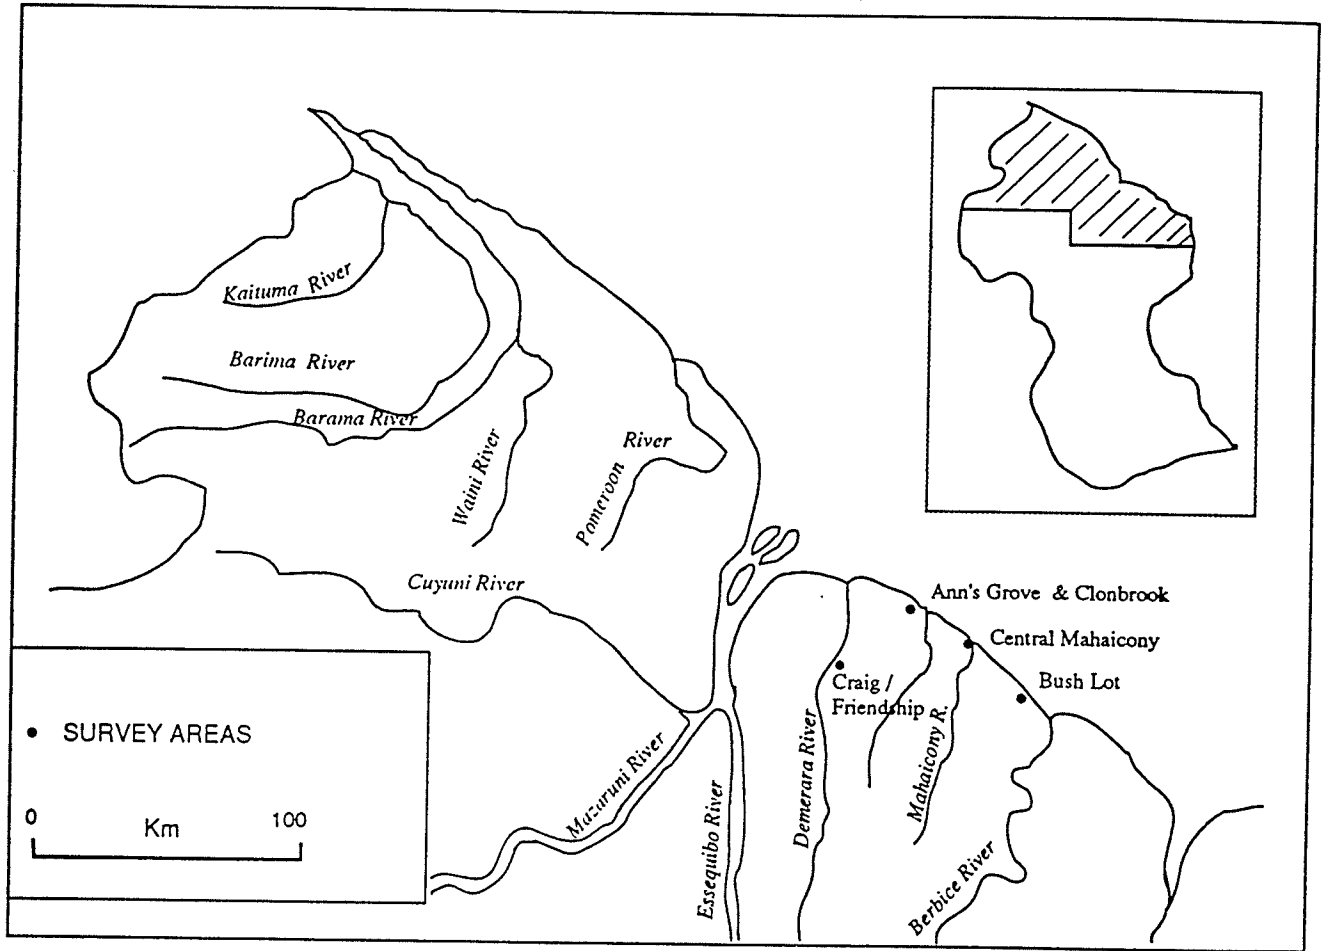 Kaituma River
Barima River
Barama River
Waini River
Pomeroon River
Cuyuni River
Ann's Grove & Clonbrook
Central Mahaicony
Bush Lot
Craig /
Friendship
Mahaicony R.
Demerara River
Mazaruni River
Essequibo River
Berbice River
SURVEY AREAS
0 Km 100